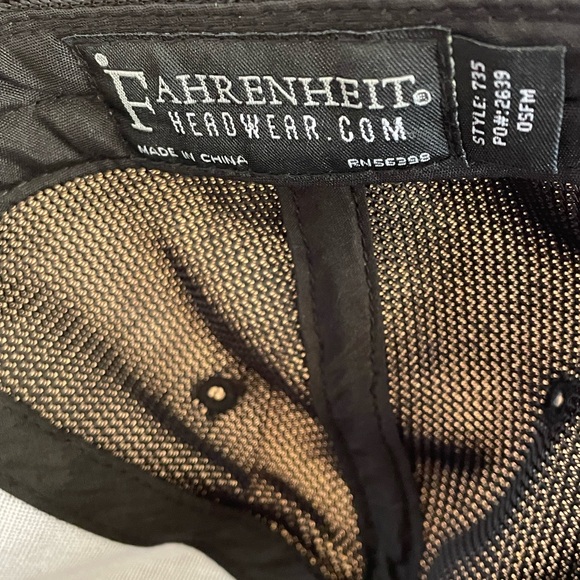 FAHRENHEIT®
HEADWEAR.COM
MADE IN CHINA RN56398
STYLE: 735
PO#: 2639
OSFM